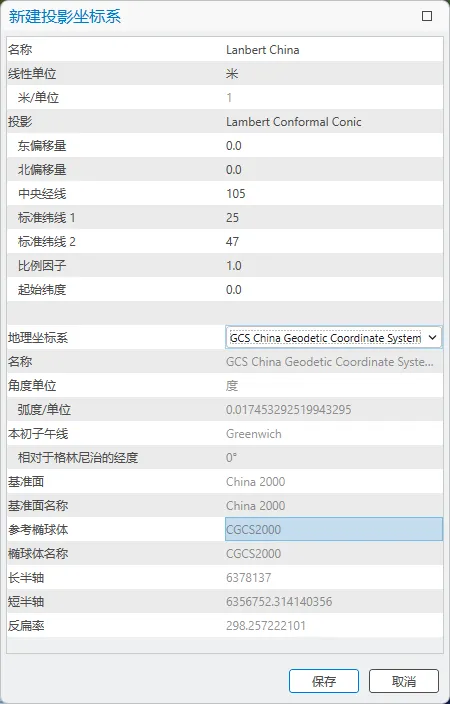 新建投影坐标系
名称 Lanbert China
线性单位 米
米/单位 1
投影 Lambert Conformal Conic
东偏移量 0.0
北偏移量 0.0
中央经线 105
标准纬线 1 25
标准纬线 2 47
比例因子 1.0
起始纬度 0.0
地理坐标系 GCS China Geodetic Coordinate System
名称 GCS China Geodetic Coordinate Syste...
角度单位 度
弧度/单位 0.017453292519943295
本初子午线 Greenwich
相对于格林尼治的经度 0°
基准面 China 2000
基准面名称 China 2000
参考椭球体 CGCS2000
椭球体名称 CGCS2000
长半轴 6378137
短半轴 6356752.314140356
反扁率 298.257222101
保存 取消